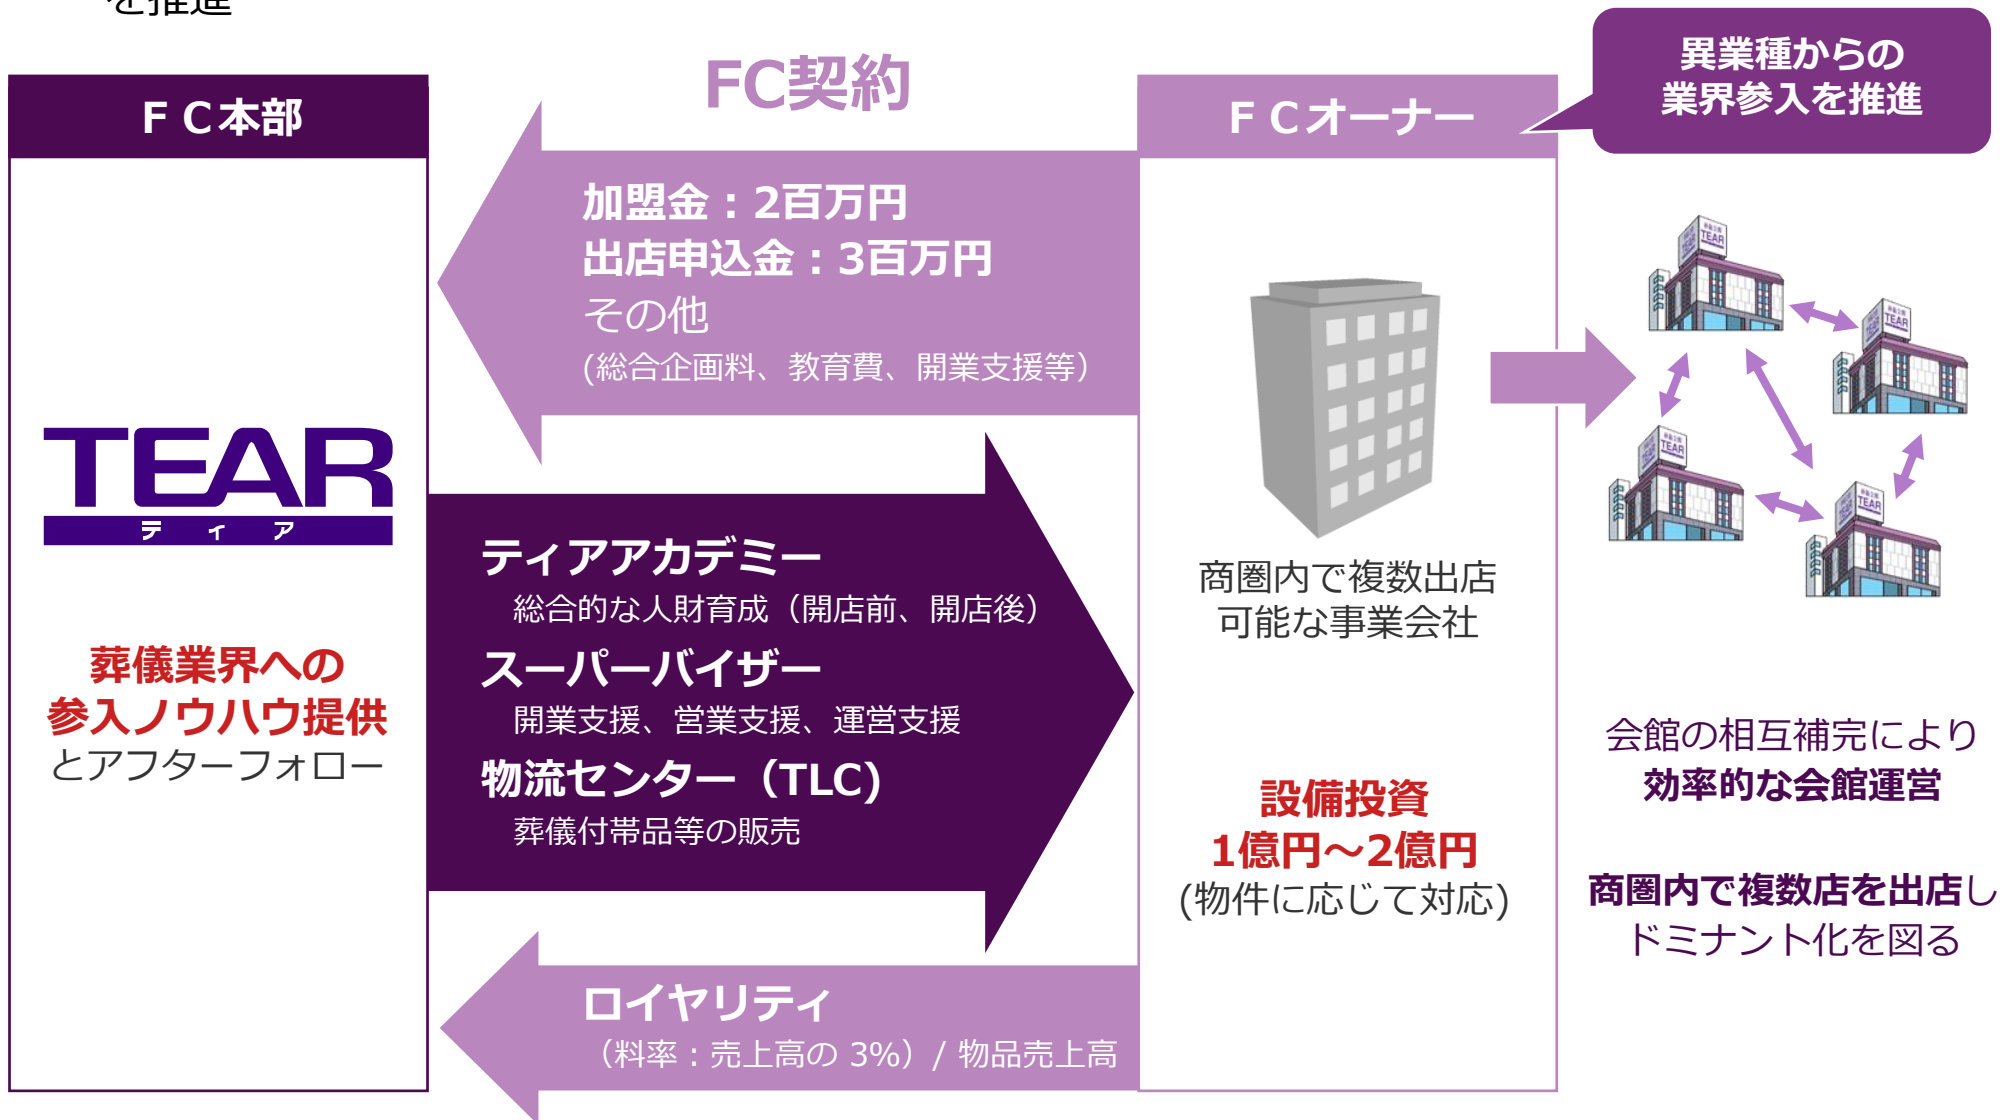 を推進
FC契約
異業種からの
業界参入を推進
ＦＣ本部
ＦＣオーナー
加盟金：2百万円
出店申込金：3百万円
その他
(総合企画料、教育費、開業支援等）
TEAR
ティア
葬儀業界への
参入ノウハウ提供
とアフターフォロー
ティアアカデミー
総合的な人財育成（開店前、開店後）
スーパーバイザー
開業支援、営業支援、運営支援
物流センター（TLC)
葬儀付帯品等の販売
ロイヤリティ
（料率：売上高の 3%）/ 物品売上高
商圏内で複数出店
可能な事業会社
設備投資
1億円～2億円
(物件に応じて対応)
TEAR
TEAR
TEAR
TEAR
会館の相互補完により
効率的な会館運営
商圏内で複数店を出店し
ドミナント化を図る